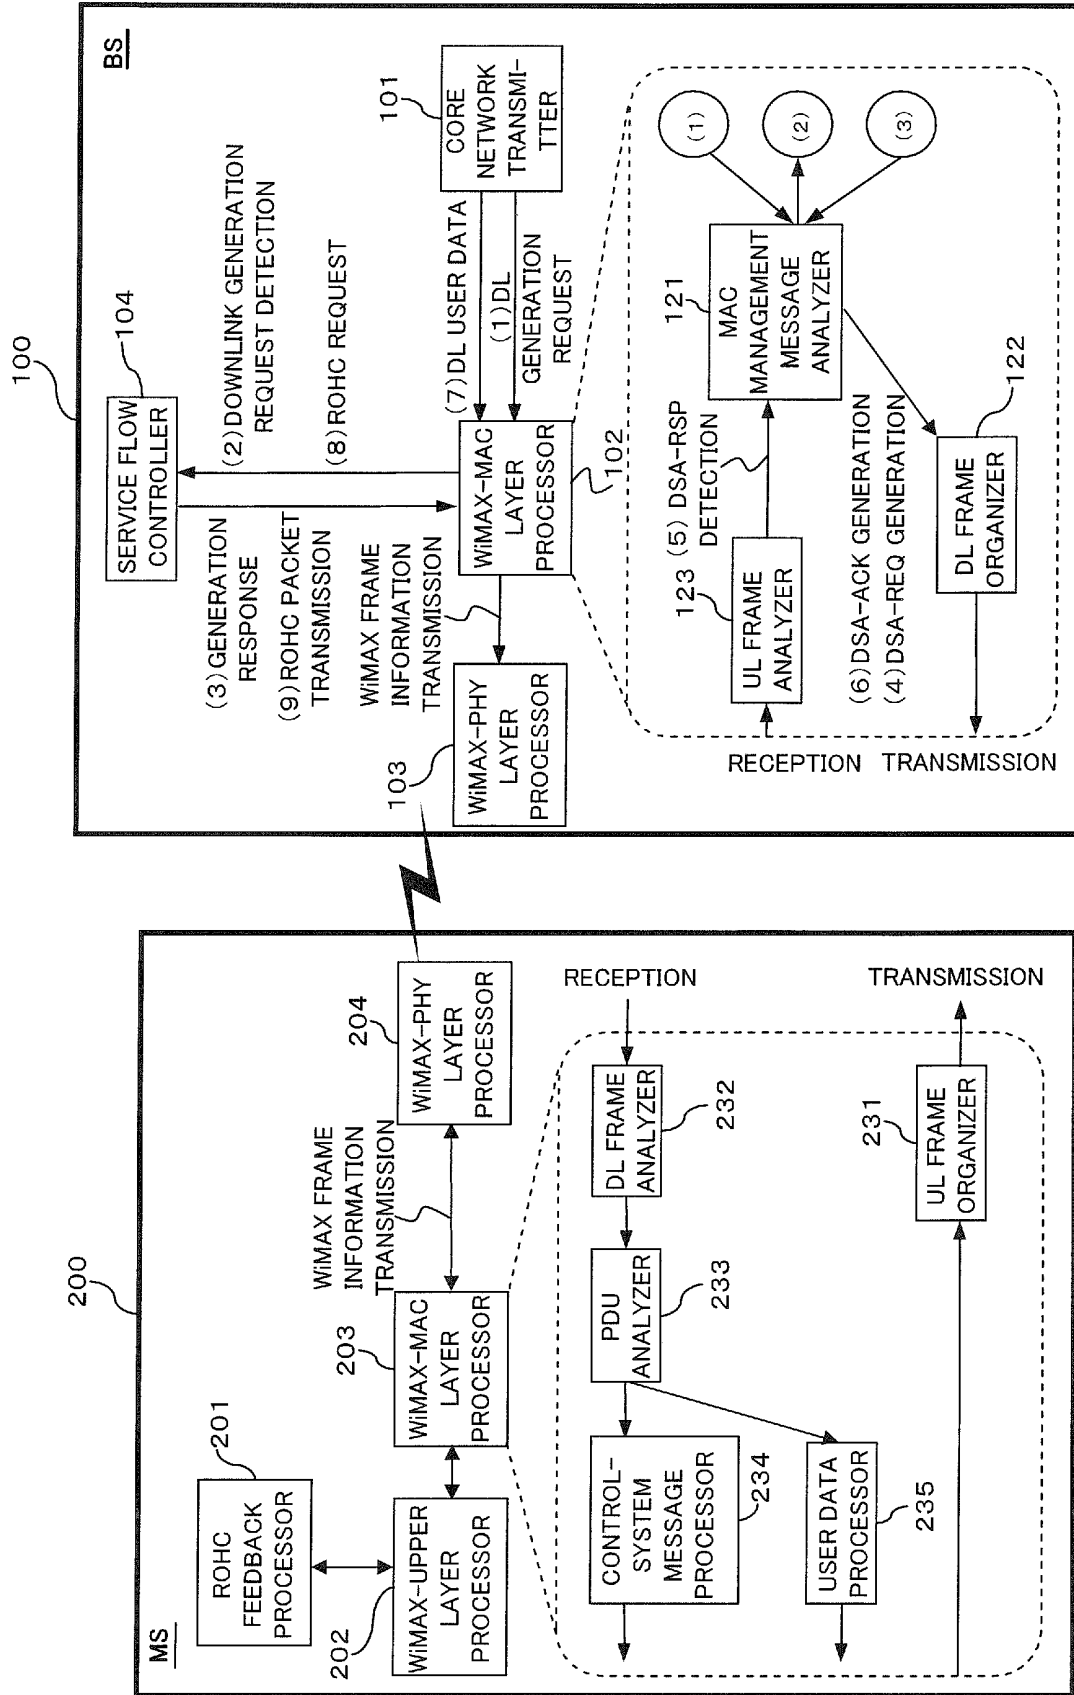 MS
200
ROHC
FEEDBACK
PROCESSOR
201
WiMAX-UPPER
LAYER
PROCESSOR
202
WiMAX-MAC
LAYER
PROCESSOR
203
WiMAX FRAME
INFORMATION
TRANSMISSION
WiMAX-PHY
LAYER
PROCESSOR
204
RECEPTION
DL FRAME
ANALYZER
232
PDU
ANALYZER
233
CONTROL-
SYSTEM
MESSAGE
PROCESSOR
234
USER DATA
PROCESSOR
235
UL FRAME
ORGANIZER
231
TRANSMISSION
BS
100
SERVICE FLOW
CONTROLLER
104
(2)DOWNLINK GENERATION
REQUEST DETECTION
(8)ROHC REQUEST
(3)GENERATION
RESPONSE
(9)ROHC PACKET
TRANSMISSION
WiMAX FRAME
INFORMATION
TRANSMISSION
WiMAX-PHY
LAYER
PROCESSOR
103
WiMAX-MAC
LAYER
PROCESSOR
102
(7)DL USER DATA
(1)DL
GENERATION
REQUEST
CORE
NETWORK
TRANSMI-
TTER
101
RECEPTION
UL FRAME
ANALYZER
123
(5) DSA-RSP
DETECTION
MAC
MANAGEMENT
MESSAGE
ANALYZER
121
(1)
(2)
(3)
(6)DSA-ACK GENERATION
(4)DSA-REQ GENERATION
DL FRAME
ORGANIZER
122
TRANSMISSION